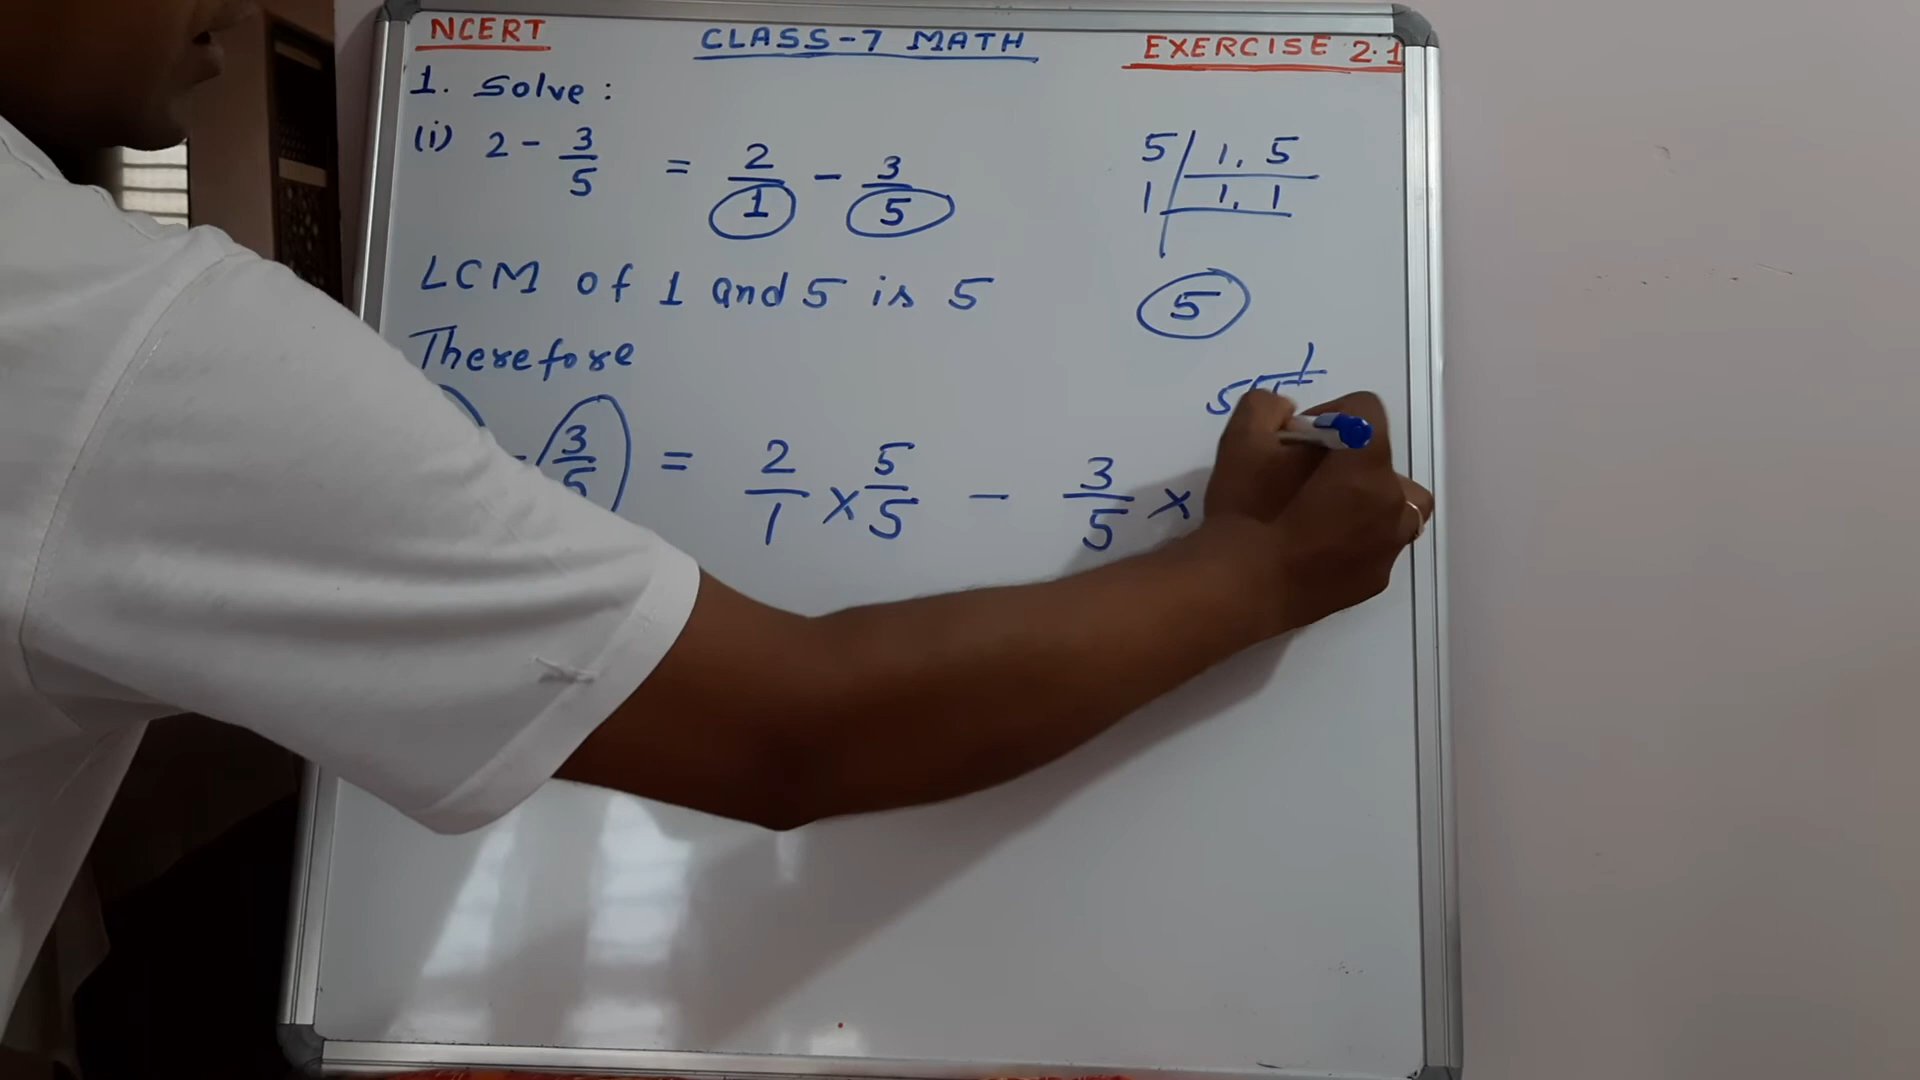 NCERT CLASS-7 MATH EXERCISE 2.1
1. Solve:
(i) 2 - 3/5 = 2/1 - 3/5
5 | 1, 5
1 | 1, 1
LCM of 1 and 5 is 5
5
Therefore
1
5
- 3/5 = 2/1 × 5/5 - 3/5 ×